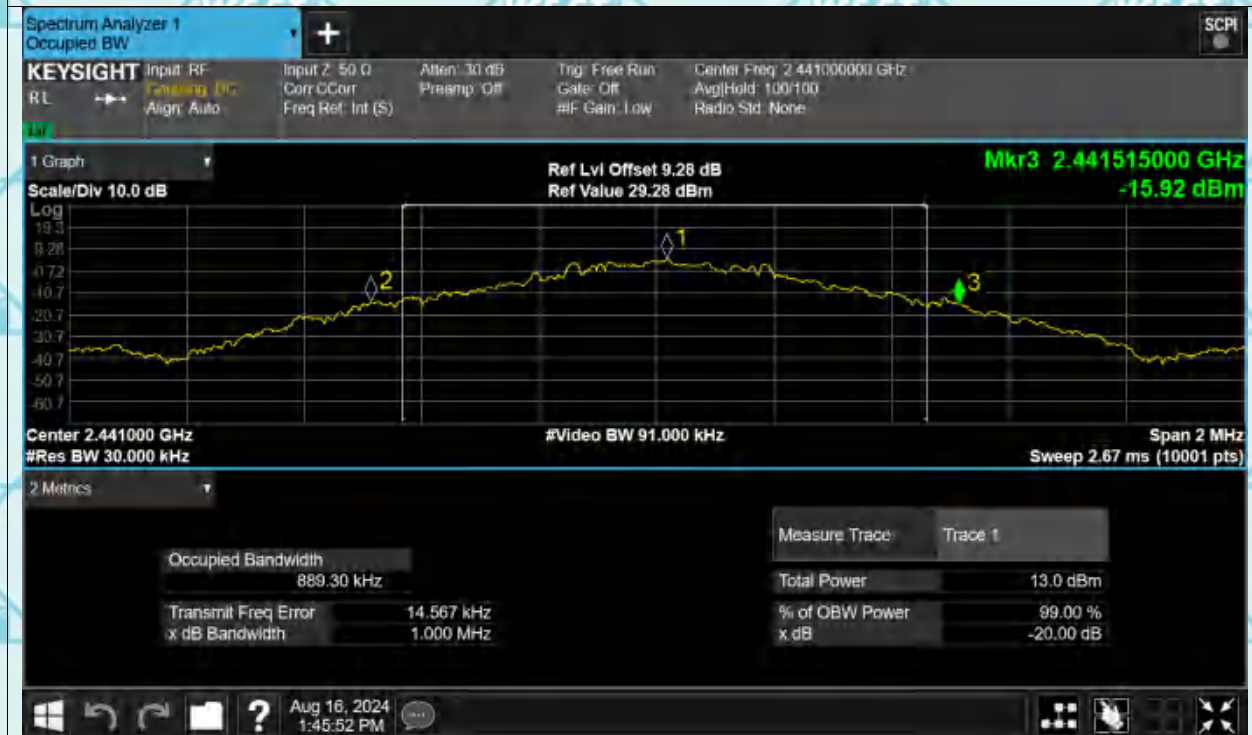 Spectrum Analyzer 1
Occupied BW
+
SCPI
KEYSIGHT
RL
Input: RF
Coupling: DC
Align: Auto
Input Z: 50 Ω
Corr CCorr
Freq Ref: Int (S)
Atten: 30 dB
Preamp: Off
Trig: Free Run
Gate: Off
#IF Gain: Low
Center Freq: 2.441000000 GHz
Avg|Hold: 100/100
Radio Std: None
1 Graph
Scale/Div 10.0 dB
Ref Lvl Offset 9.28 dB
Ref Value 29.28 dBm
Mkr3 2.441515000 GHz
-15.92 dBm
Log
19.3
9.28
-0.72
-10.7
-20.7
-30.7
-40.7
-50.7
-60.7
1
2
3
Center 2.441000 GHz
#Res BW 30.000 kHz
#Video BW 91.000 kHz
Span 2 MHz
Sweep 2.67 ms (10001 pts)
2 Metrics
Measure Trace Trace 1
Occupied Bandwidth
889.30 kHz
Total Power 13.0 dBm
Transmit Freq Error 14.567 kHz
% of OBW Power 99.00 %
x dB Bandwidth 1.000 MHz
x dB -20.00 dB
?
Aug 16, 2024
1:45:52 PM